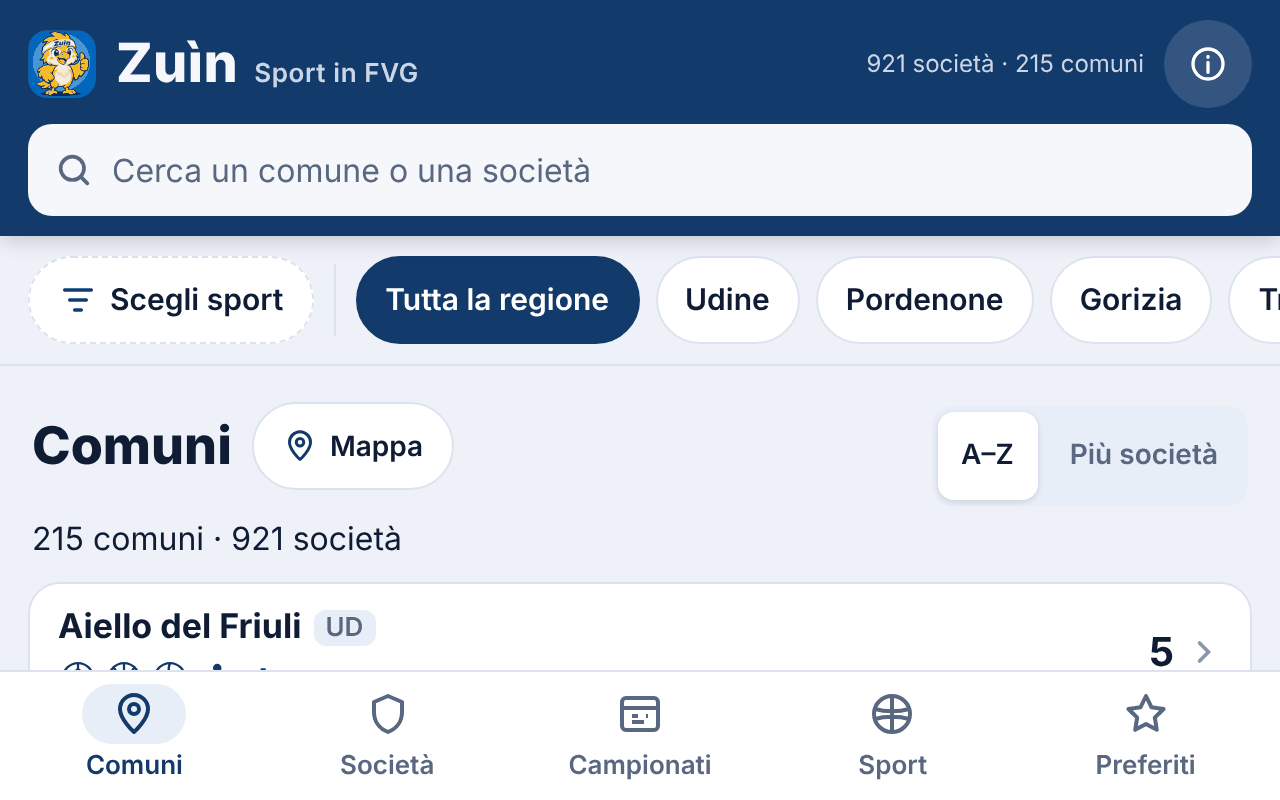 Zuìn Sport in FVG
921 società · 215 comuni
Cerca un comune o una società
Scegli sport
Tutta la regione
Udine
Pordenone
Gorizia
Comuni
Mappa
A–Z
Più società
215 comuni · 921 società
Aiello del Friuli UD
5
Comuni
Società
Campionati
Sport
Preferiti